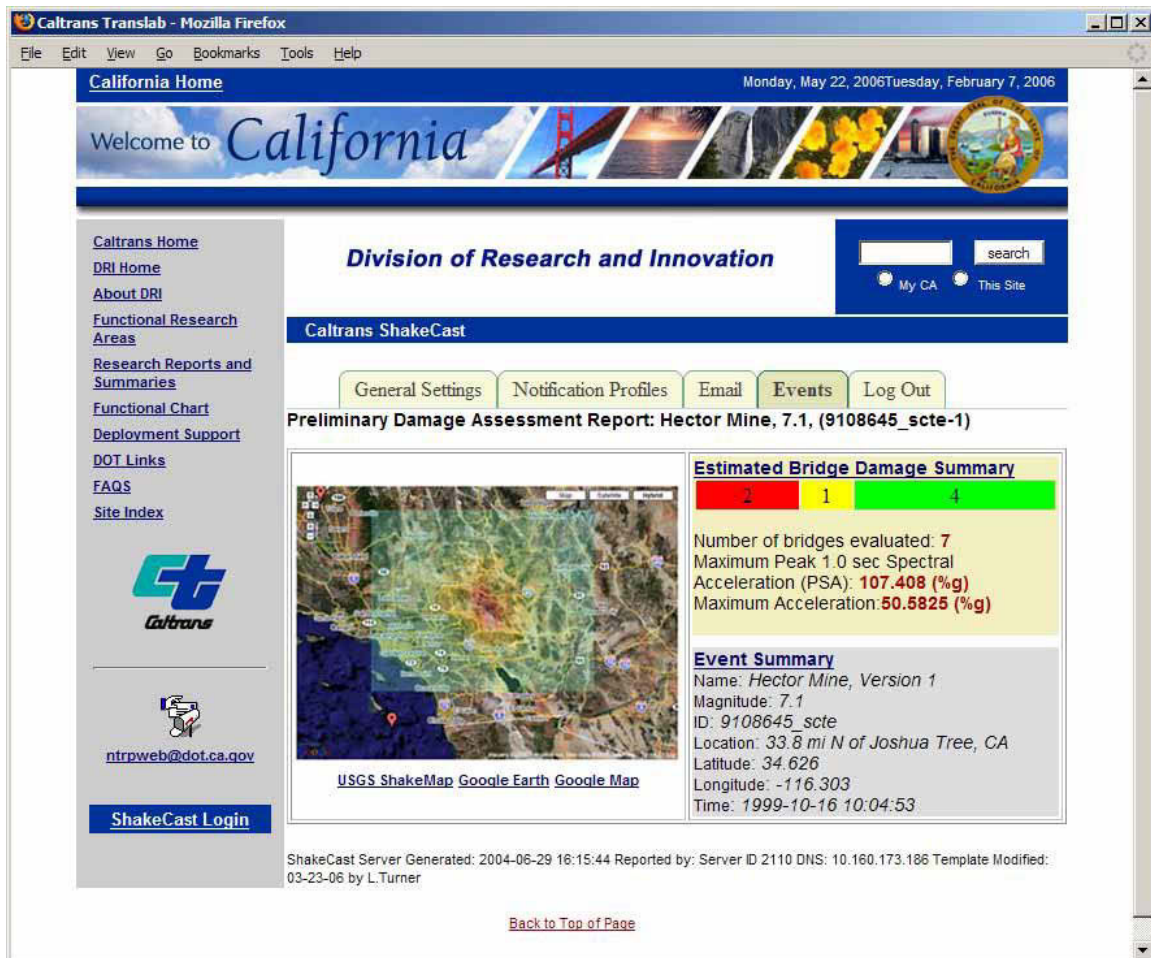 Caltrans Translab - Mozilla Firefox
File Edit View Go Bookmarks Tools Help
California Home
Monday, May 22, 2006Tuesday, February 7, 2006
Welcome to California
Caltrans Home
DRI Home
About DRI
Functional Research
Areas
Research Reports and
Summaries
Functional Chart
Deployment Support
DOT Links
FAQS
Site Index
Caltrans
ntrpweb@dot.ca.gov
ShakeCast Login
Division of Research and Innovation
search
My CA This Site
Caltrans ShakeCast
General Settings Notification Profiles Email Events Log Out
Preliminary Damage Assessment Report: Hector Mine, 7.1, (9108645_scte-1)
Map Satellite Hybrid
USGS ShakeMap Google Earth Google Map
Estimated Bridge Damage Summary
2 1 4
Number of bridges evaluated: 7
Maximum Peak 1.0 sec Spectral
Acceleration (PSA): 107.408 (%g)
Maximum Acceleration:50.5825 (%g)
Event Summary
Name: Hector Mine, Version 1
Magnitude: 7.1
ID: 9108645_scte
Location: 33.8 mi N of Joshua Tree, CA
Latitude: 34.626
Longitude: -116.303
Time: 1999-10-16 10:04:53
ShakeCast Server Generated: 2004-06-29 16:15:44 Reported by: Server ID 2110 DNS: 10.160.173.186 Template Modified:
03-23-06 by L.Turner
Back to Top of Page